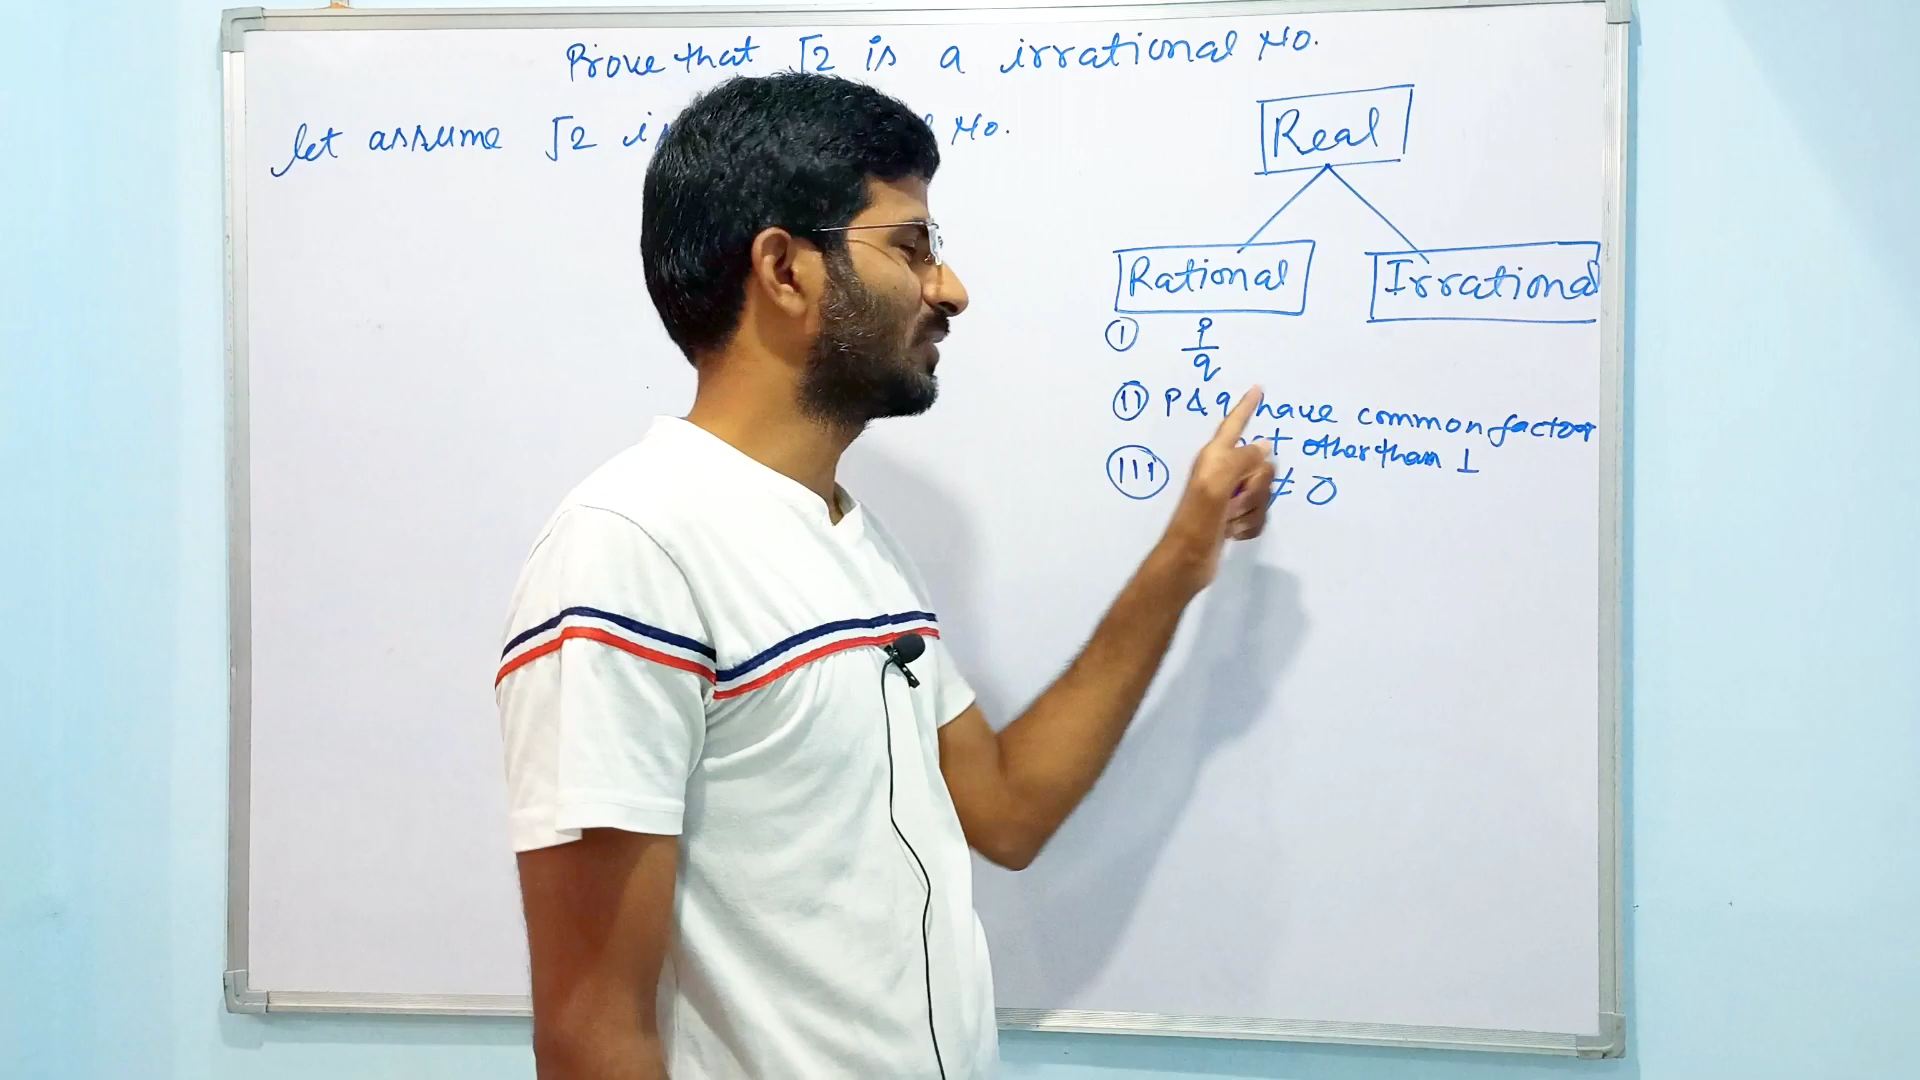 Prove that √2 is a irrational No.
let assume √2 is No.
Real
Rational
Irrational
① p/q
② P & q have common factor
other than 1
③ ≠ 0